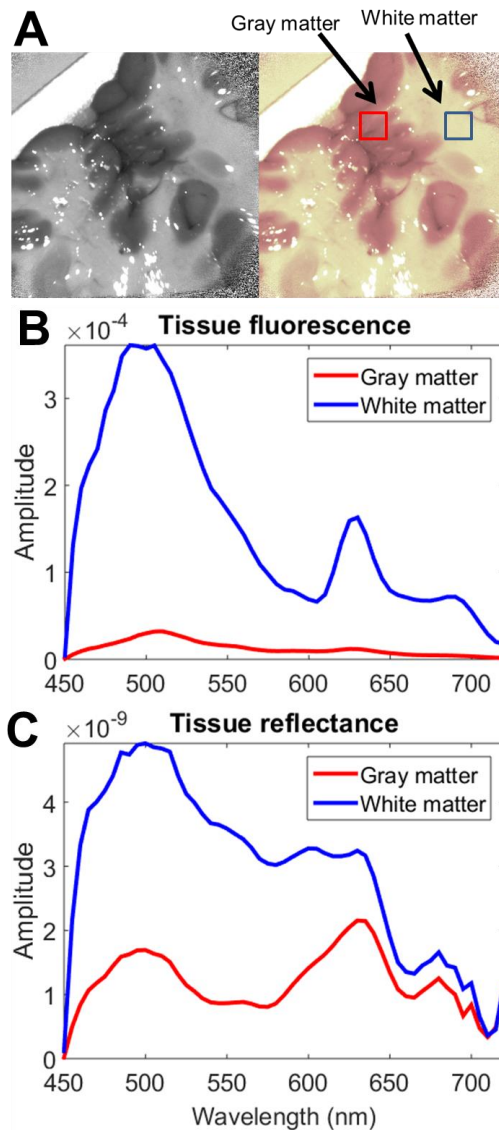 A
Gray matter
White matter
B
×10⁻⁴
Tissue fluorescence
3
2
1
0
Amplitude
Gray matter
White matter
450
500
550
600
650
700
C
×10⁻⁹
Tissue reflectance
4
3
2
1
0
Amplitude
Gray matter
White matter
450
500
550
600
650
700
Wavelength (nm)